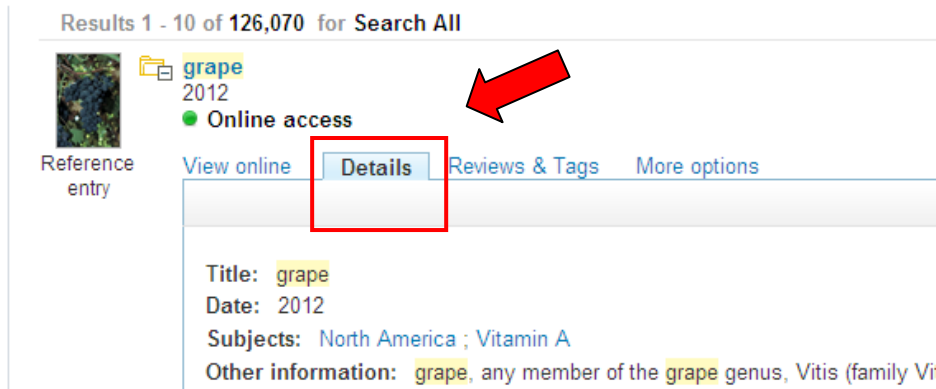 Results 1 - 10 of 126,070 for Search All
grape
2012
Online access
Reference
entry
View online Details Reviews & Tags More options
Title: grape
Date: 2012
Subjects: North America ; Vitamin A
Other information: grape, any member of the grape genus, Vitis (family Vit